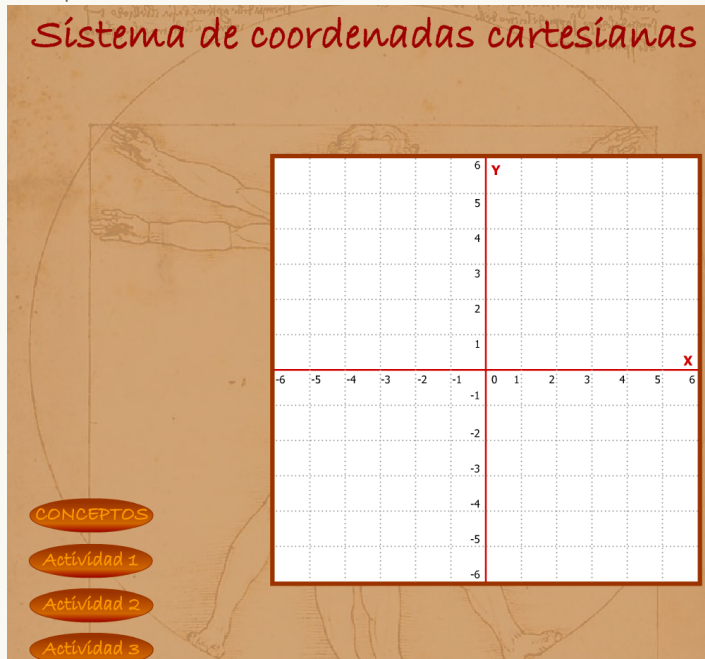 Sistema de coordenadas cartesianas
6
Y
5
4
3
2
1
X
-6 -5 -4 -3 -2 -1 0 1 2 3 4 5 6
-1
-2
-3
-4
-5
-6
CONCEPTOS
Actividad 1
Actividad 2
Actividad 3